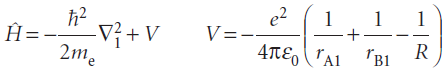 Ĥ = −ℏ²/2mₑ ∇₁² + V    V = −e²/4πε₀ (1/r_A1 + 1/r_B1 − 1/R)